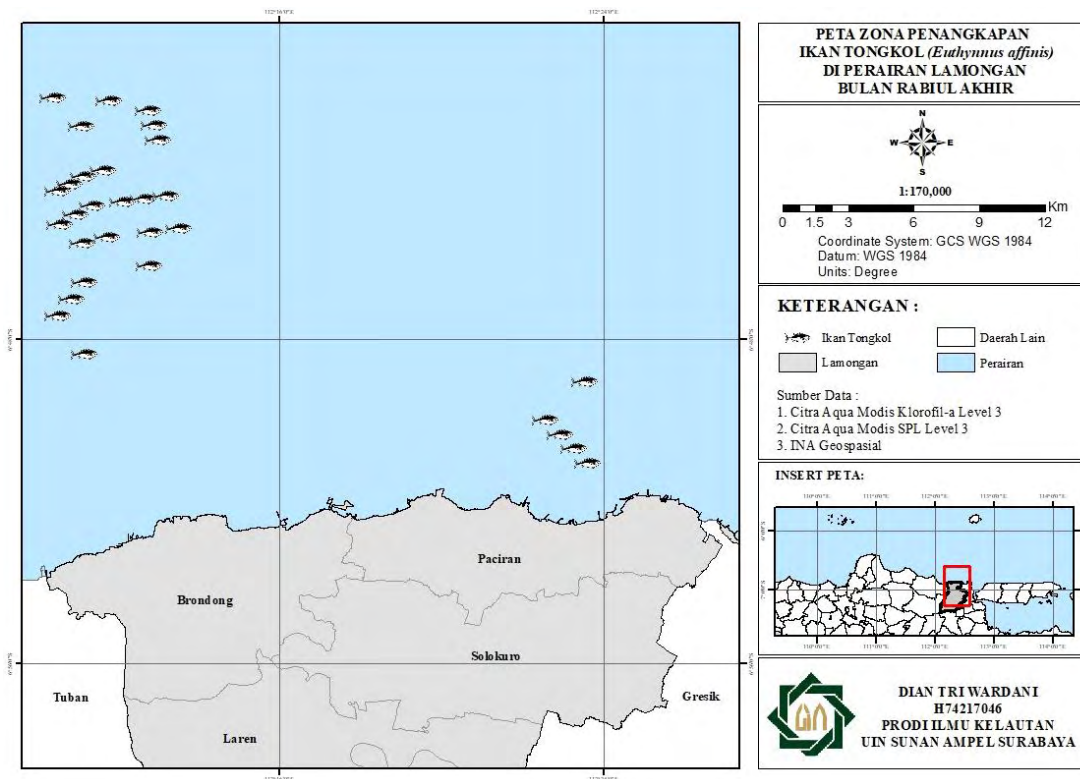 PETA ZONA PENANGKAPAN
IKAN TONGKOL (Euthynnus affinis)
DI PERAIRAN LAMONGAN
BULAN RABIUL AKHIR
N
W E
S
1:170,000
Km
0 1.5 3 6 9 12
Coordinate System: GCS WGS 1984
Datum: WGS 1984
Units: Degree
KETERANGAN :
Ikan Tongkol Daerah Lain
Lamongan Perairan
Sumber Data :
1. Citra Aqua Modis Klorofil-a Level 3
2. Citra Aqua Modis SPL Level 3
3. INA Geospasial
INSERT PETA:
DIAN TRI WARDANI
H74217046
PRODI ILMU KELAUTAN
UIN SUNAN AMPEL SURABAYA
Paciran
Brondong
Solokuro
Tuban
Gresik
Laren